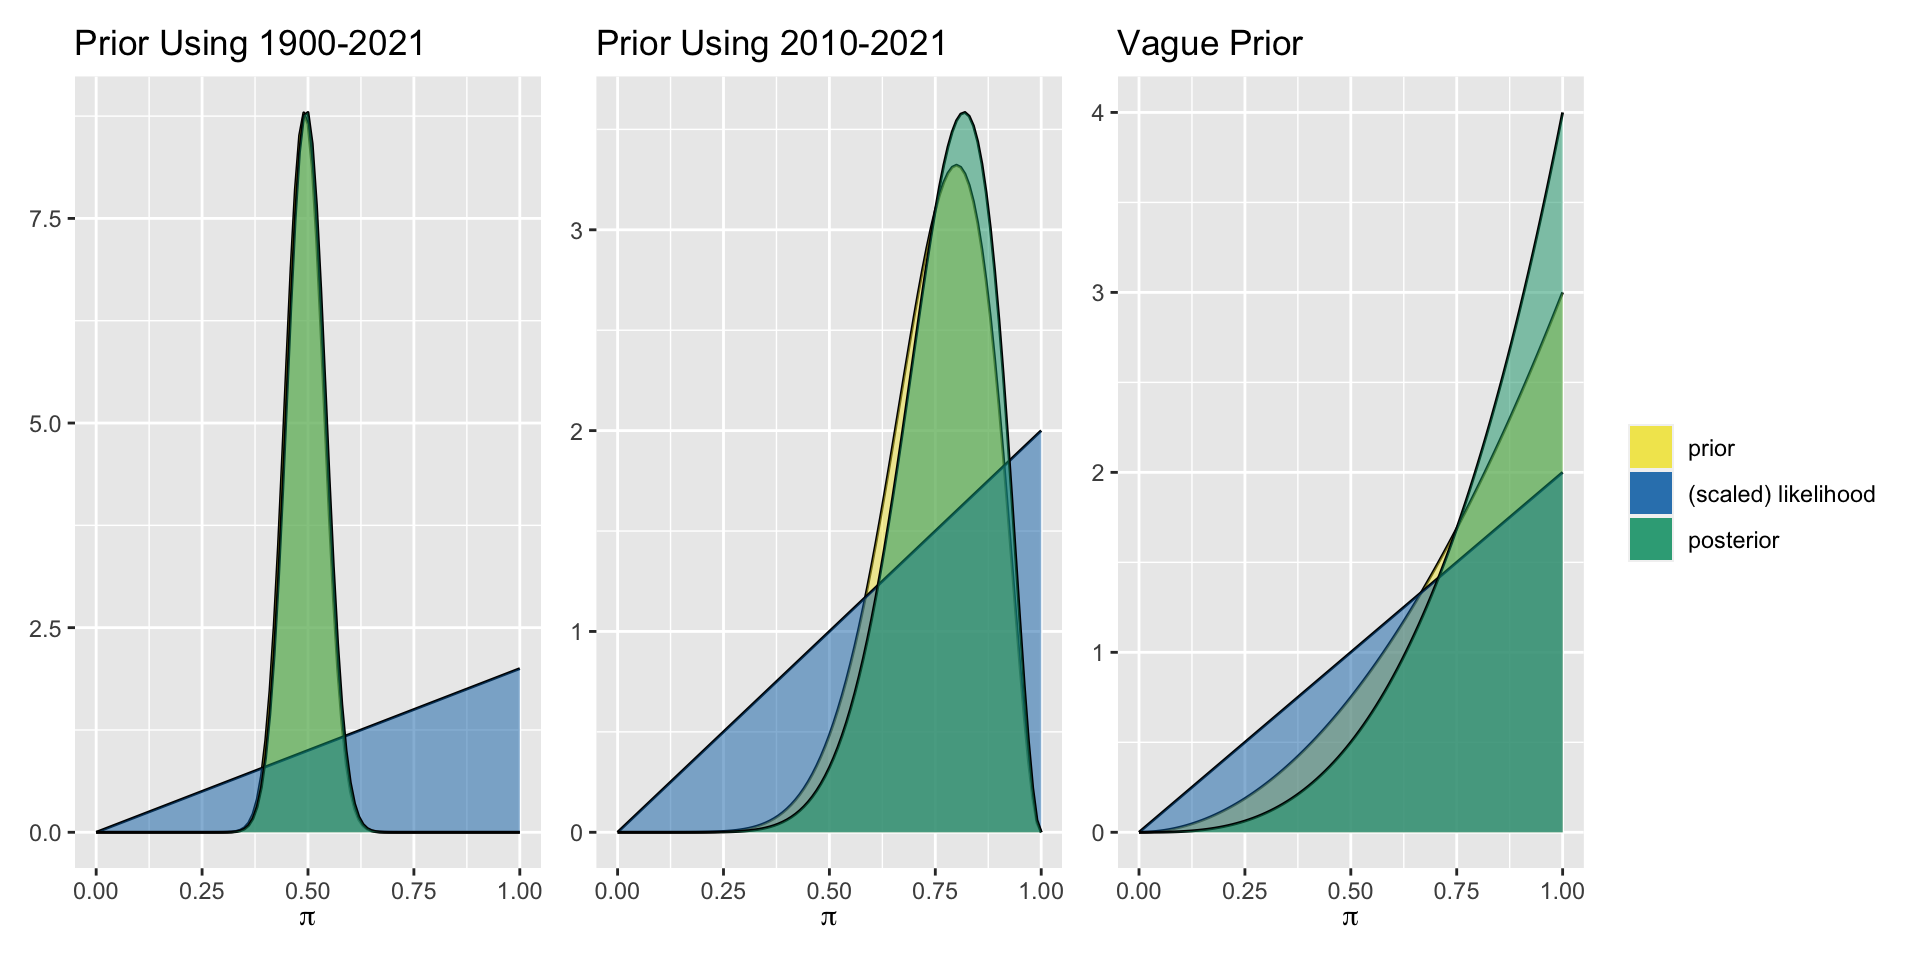 Prior Using 1900-2021
7.5
5.0
2.5
0.0
0.00 0.25 0.50 0.75 1.00
π
Prior Using 2010-2021
3
2
1
0
0.00 0.25 0.50 0.75 1.00
π
Vague Prior
4
3
2
1
0
0.00 0.25 0.50 0.75 1.00
π
prior
(scaled) likelihood
posterior